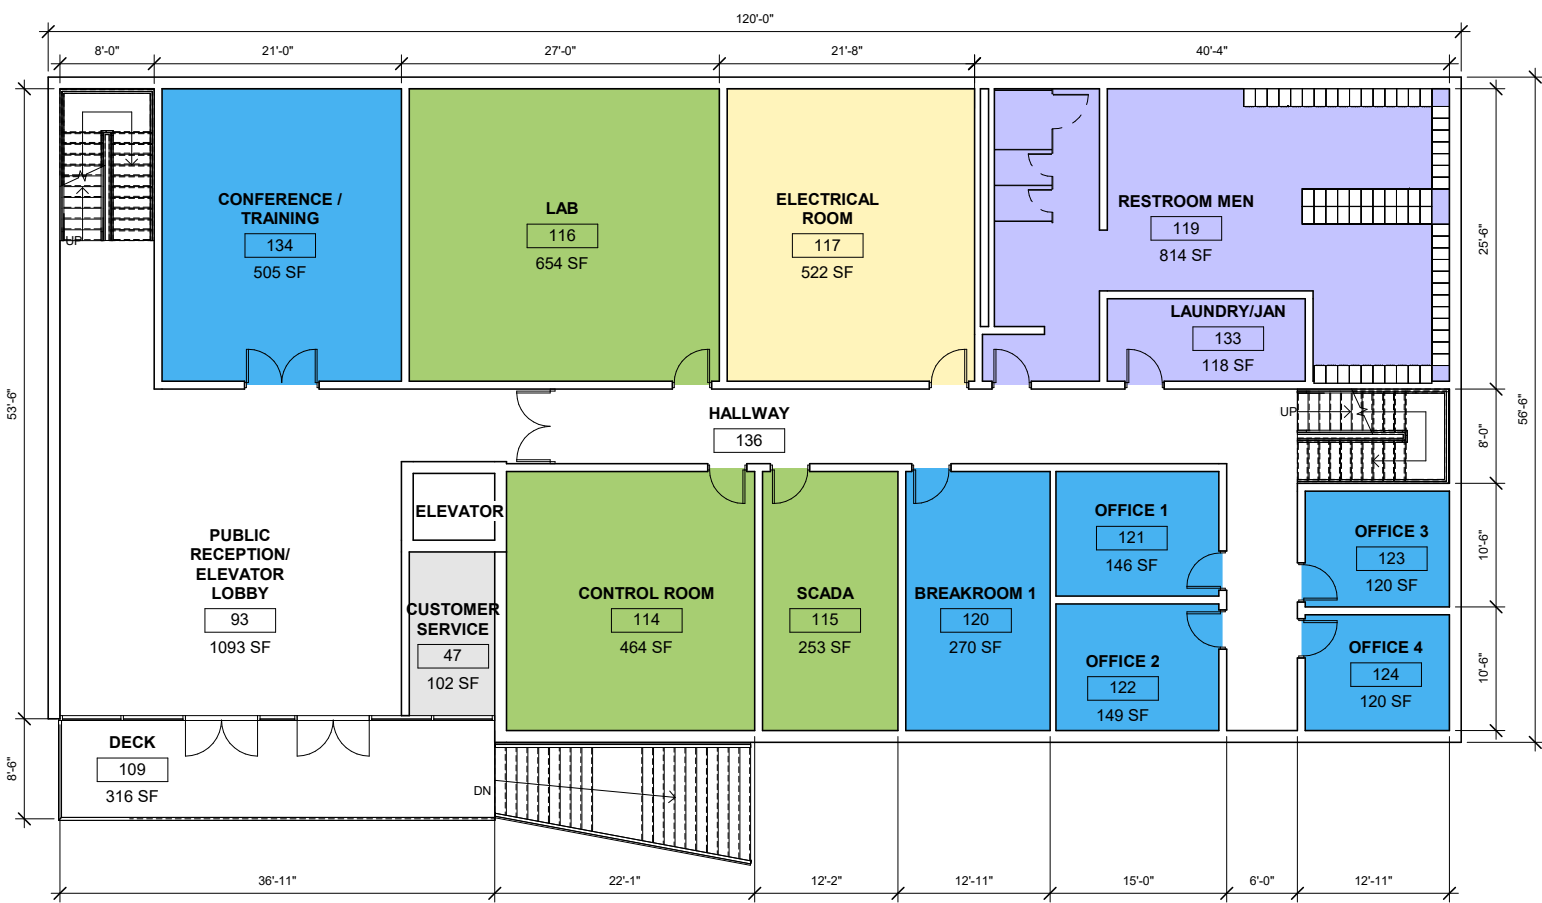 120'-0"
8'-0"
21'-0"
27'-0"
21'-8"
40'-4"
CONFERENCE /
TRAINING
134
505 SF
LAB
116
654 SF
ELECTRICAL
ROOM
117
522 SF
RESTROOM MEN
119
814 SF
LAUNDRY/JAN
133
118 SF
UP
25'-6"
53'-6"
56'-6"
8'-0"
HALLWAY
136
UP
ELEVATOR
PUBLIC
RECEPTION/
ELEVATOR
LOBBY
93
1093 SF
CUSTOMER
SERVICE
47
102 SF
CONTROL ROOM
114
464 SF
SCADA
115
253 SF
BREAKROOM 1
120
270 SF
OFFICE 1
121
146 SF
OFFICE 2
122
149 SF
OFFICE 3
123
120 SF
OFFICE 4
124
120 SF
10'-6"
10'-6"
DECK
109
316 SF
8'-6"
DN
36'-11"
22'-1"
12'-2"
12'-11"
15'-0"
6'-0"
12'-11"